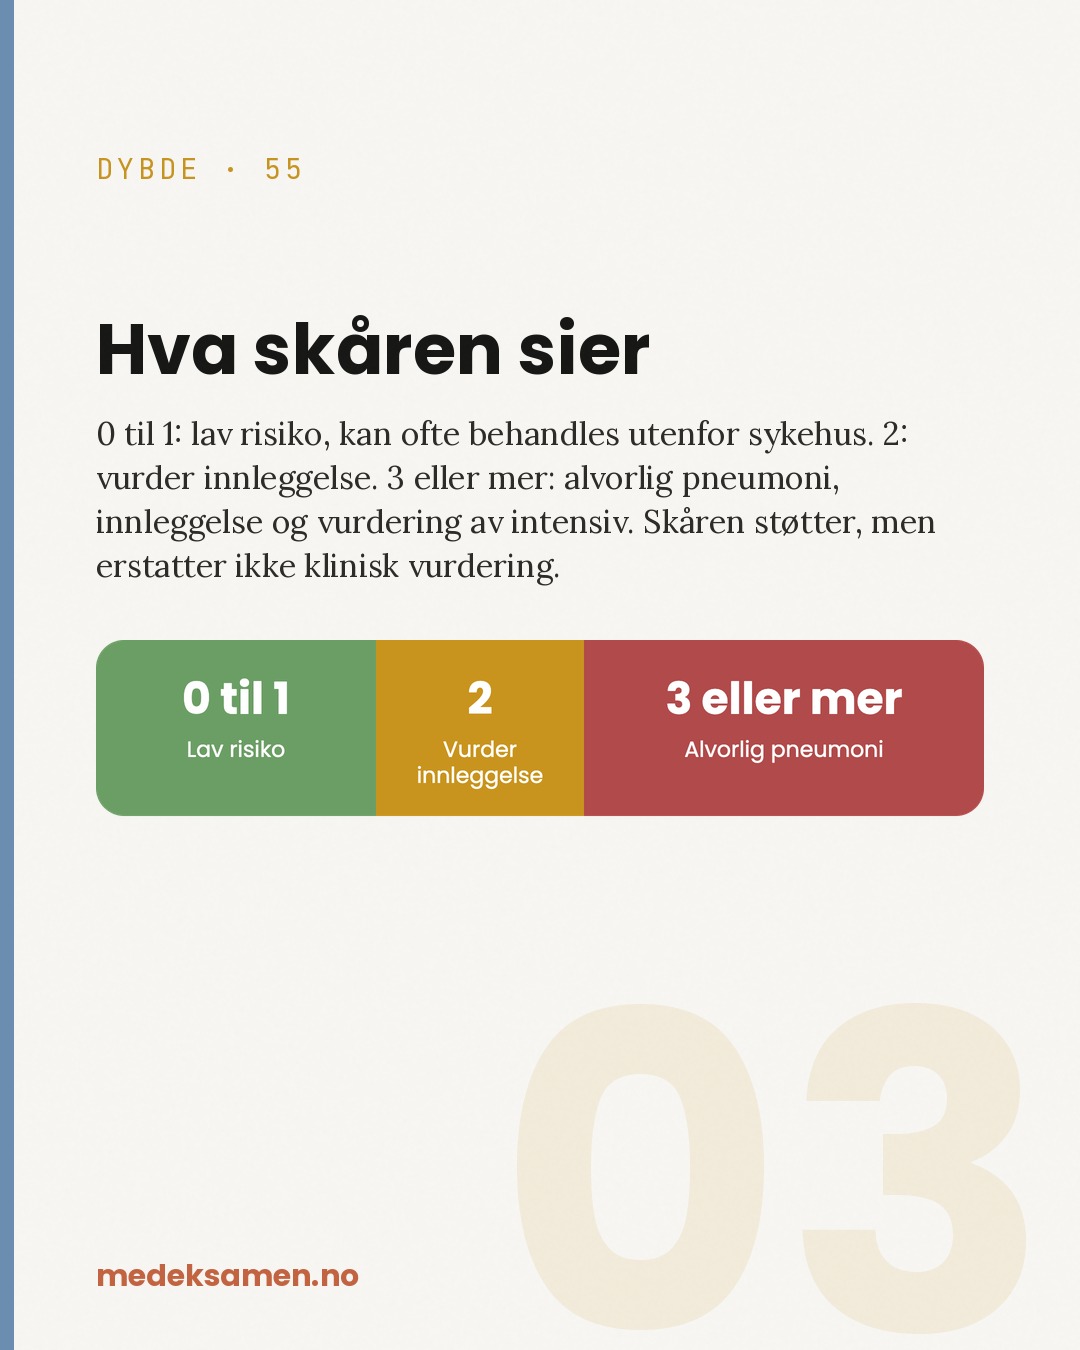 DYBDE · 55
Hva skåren sier
0 til 1: lav risiko, kan ofte behandles utenfor sykehus. 2:
vurder innleggelse. 3 eller mer: alvorlig pneumoni,
innleggelse og vurdering av intensiv. Skåren støtter, men
erstatter ikke klinisk vurdering.
0 til 1
Lav risiko
2
Vurder
innleggelse
3 eller mer
Alvorlig pneumoni
03
medeksamen.no